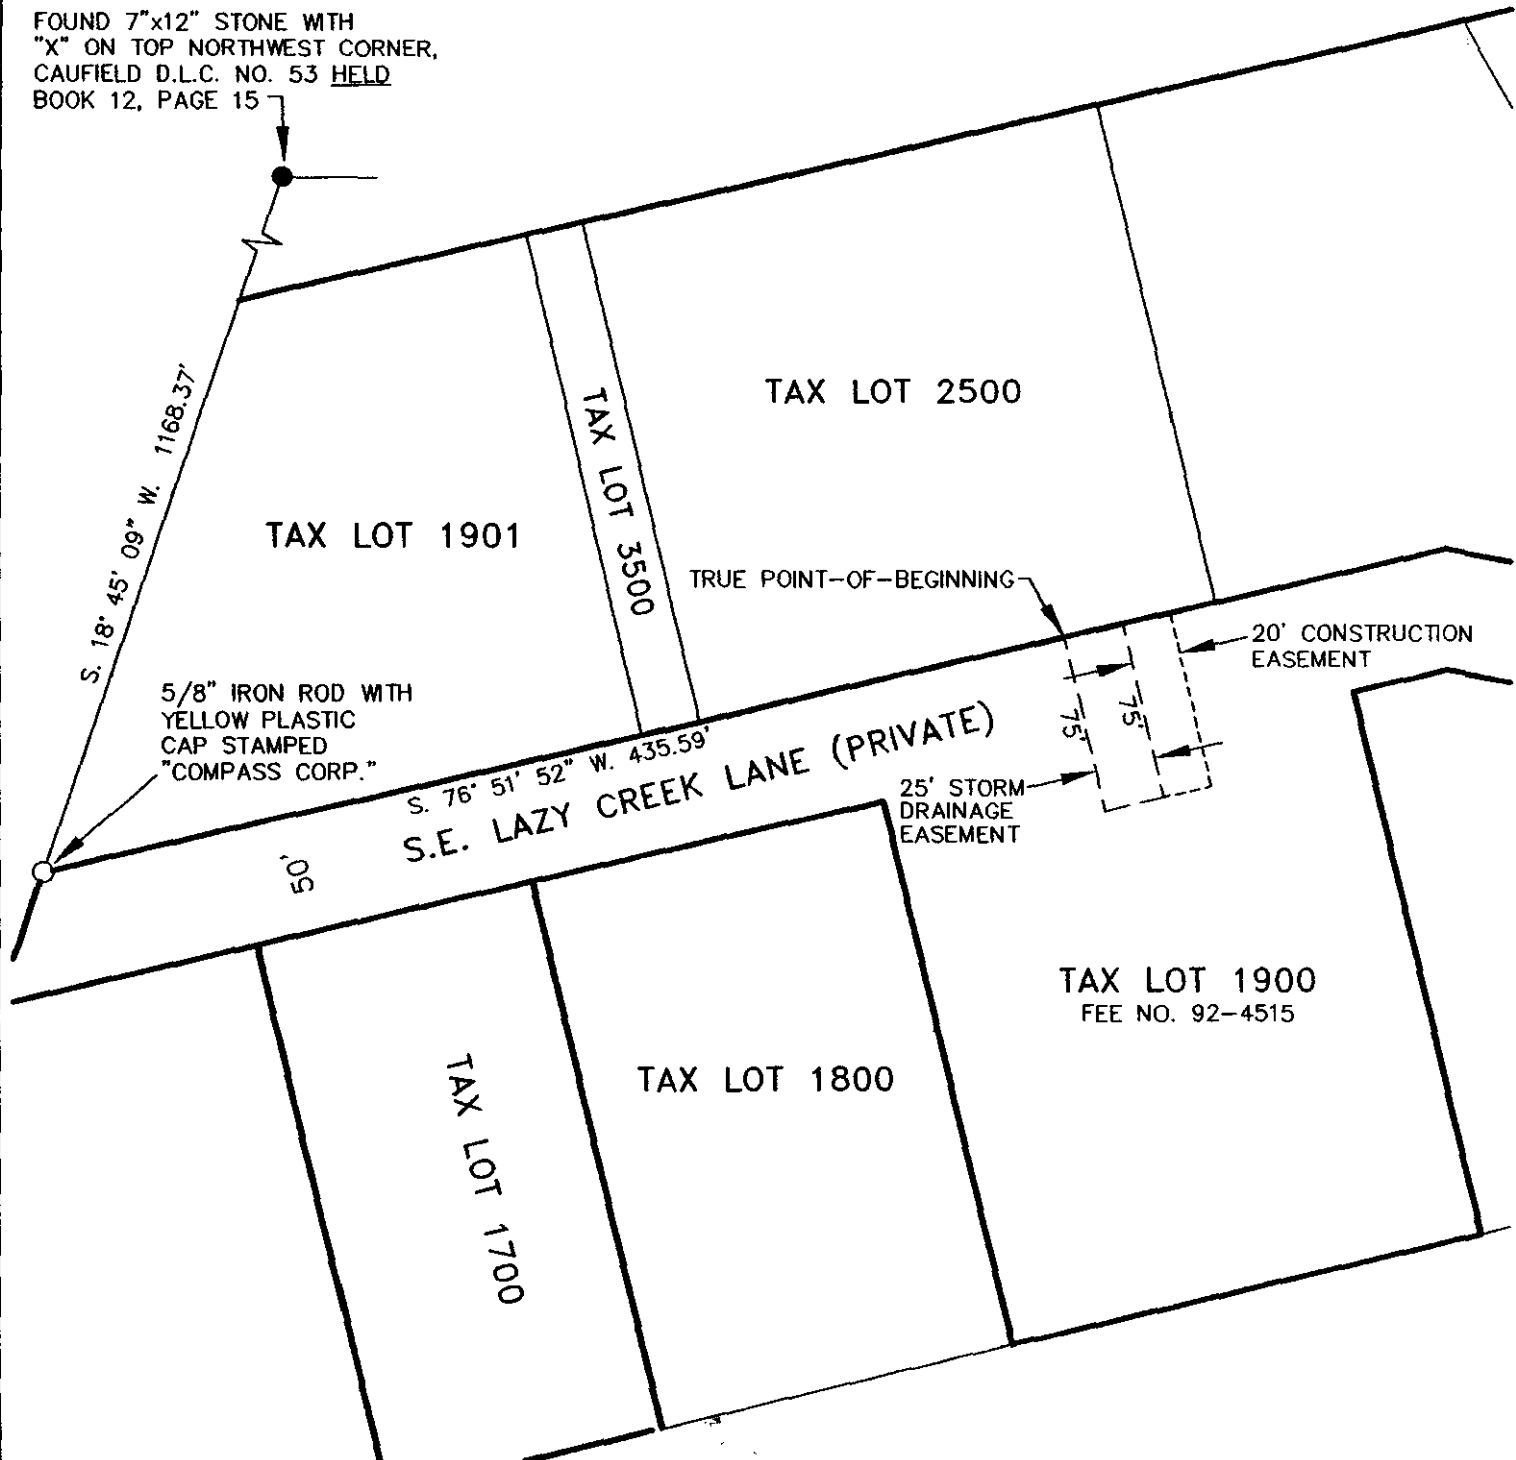 FOUND 7"x12" STONE WITH
"X" ON TOP NORTHWEST CORNER,
CAUFIELD D.L.C. NO. 53 HELD
BOOK 12, PAGE 15
S. 18° 45' 09" W. 1168.37'
TAX LOT 1901
TAX LOT 3500
TAX LOT 2500
TRUE POINT-OF-BEGINNING
20' CONSTRUCTION
EASEMENT
5/8" IRON ROD WITH
YELLOW PLASTIC
CAP STAMPED
"COMPASS CORP."
S. 76° 51' 52" W. 435.59'
S.E. LAZY CREEK LANE (PRIVATE)
75'
75'
25' STORM
DRAINAGE
EASEMENT
50'
TAX LOT 1700
TAX LOT 1800
TAX LOT 1900
FEE NO. 92-4515